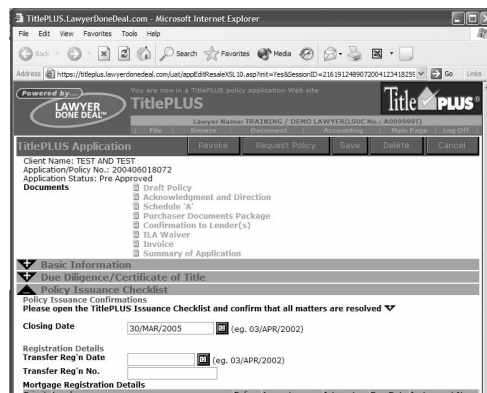 TitlePLUS.LawyerDoneDeal.com - Microsoft Internet Explorer
File Edit View Favorites Tools Help
Back Search Favorites Media
Address https://titleplus.lawyerdonedeal.com/uat/appEditResaleXSL10.asp?init=Yes&SessionID=216191248907200412341825 Go Links
Powered by...)
LAWYER
DONE DEAL™
You are now in a TitlePLUS policy application Web site
TitlePLUS
Title PLUS®
Lawyer Name: TRAINING / DEMO LAWYER(LSUC No.: A099999T)
| File | Browse | Document | Accounting | Main Page | Log Off |
TitlePLUS Application Revoke Request Policy Save Delete Cancel
Client Name: TEST AND TEST
Application/Policy No.: 200406018072
Application Status: Pre Approved
Documents Draft Policy
Acknowledgment and Direction
Schedule 'A'
Purchaser Documents Package
Confirmation to Lender(s)
ILA Waiver
Invoice
Summary of Application
Basic Information
Due Diligence/Certificate of Title
Policy Issuance Checklist
Policy Issuance Confirmations
Please open the TitlePLUS Issuance Checklist and confirm that all matters are resolved
Closing Date 30/MAR/2005 (eg. 03/APR/2002)
Registration Details
Transfer Reg'n Date (eg. 03/APR/2002)
Transfer Reg'n No.
Mortgage Registration Details